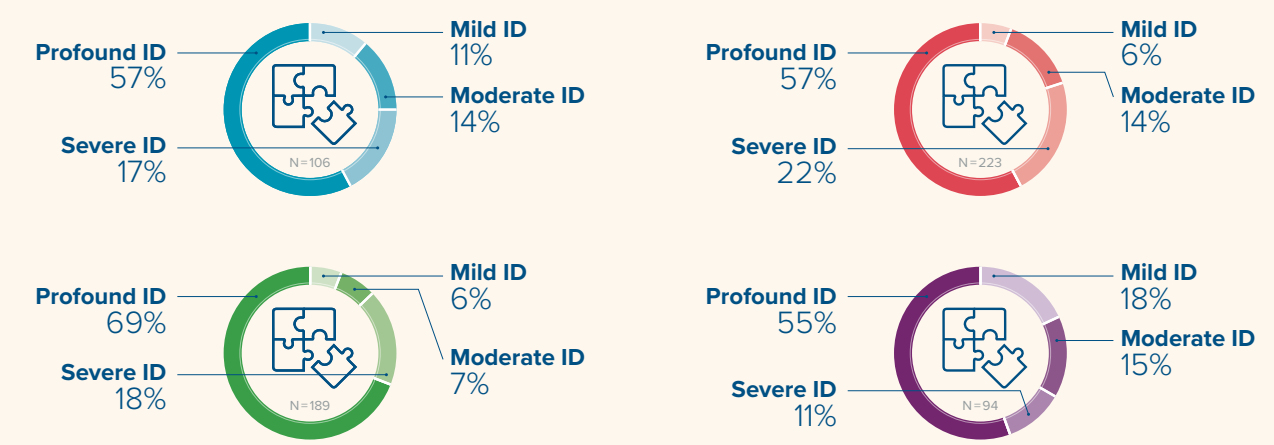 Profound ID
57%
Mild ID
11%
Moderate ID
14%
Severe ID
17%
N=106
Profound ID
57%
Mild ID
6%
Moderate ID
14%
Severe ID
22%
N=223
Profound ID
69%
Mild ID
6%
Moderate ID
7%
Severe ID
18%
N=189
Profound ID
55%
Mild ID
18%
Moderate ID
15%
Severe ID
11%
N=94